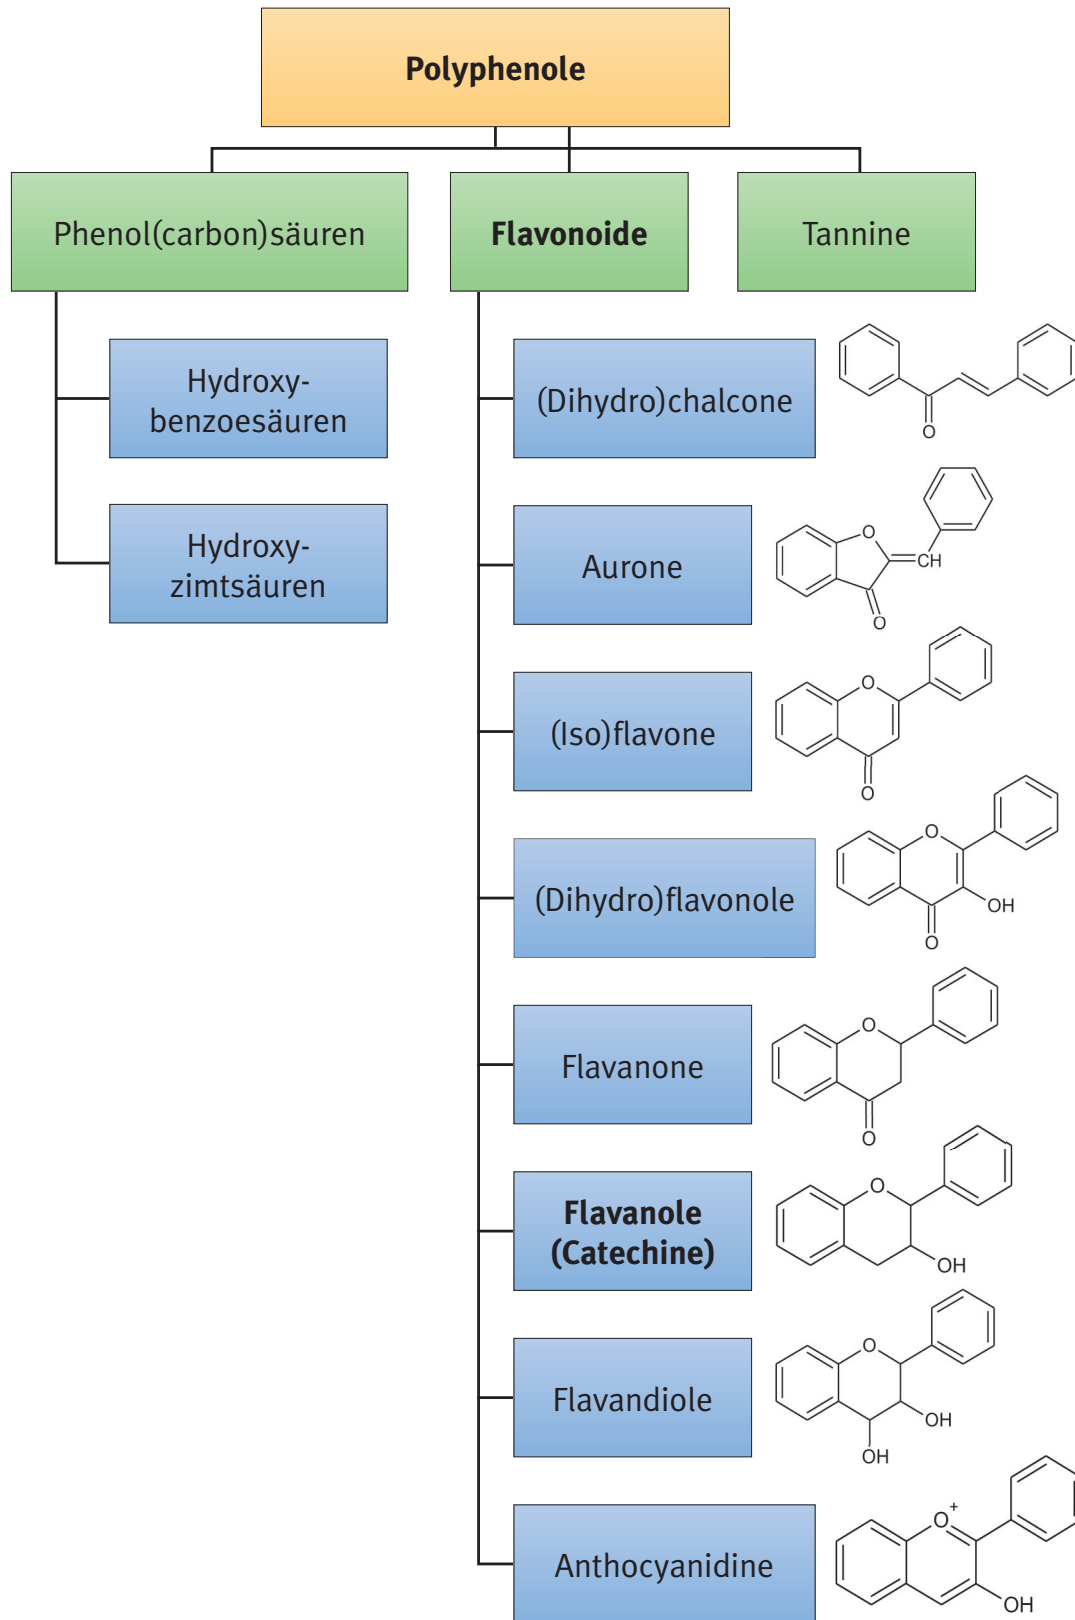 Polyphenole
Phenol(carbon)säuren
Flavonoide
Tannine
Hydroxy-
benzoesäuren
Hydroxy-
zimtsäuren
(Dihydro)chalcone
O
Aurone
O
CH
O
(Iso)flavone
O
O
(Dihydro)flavonole
O
OH
O
Flavanone
O
O
Flavanole
(Catechine)
O
OH
Flavandiole
O
OH
OH
Anthocyanidine
O+
OH